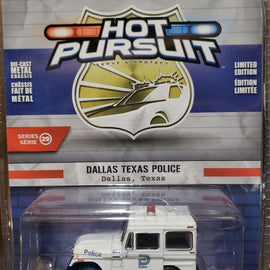 HOT
PURSUIT
SERVE & PROTECT
DIE-CAST
METAL
CHASSIS
CHÂSSIS
FAIT DE
MÉTAL
LIMITED
EDITION
ÉDITION
LIMITÉE
SERIES
SÉRIE
29
DALLAS TEXAS POLICE
Dallas, Texas
Police